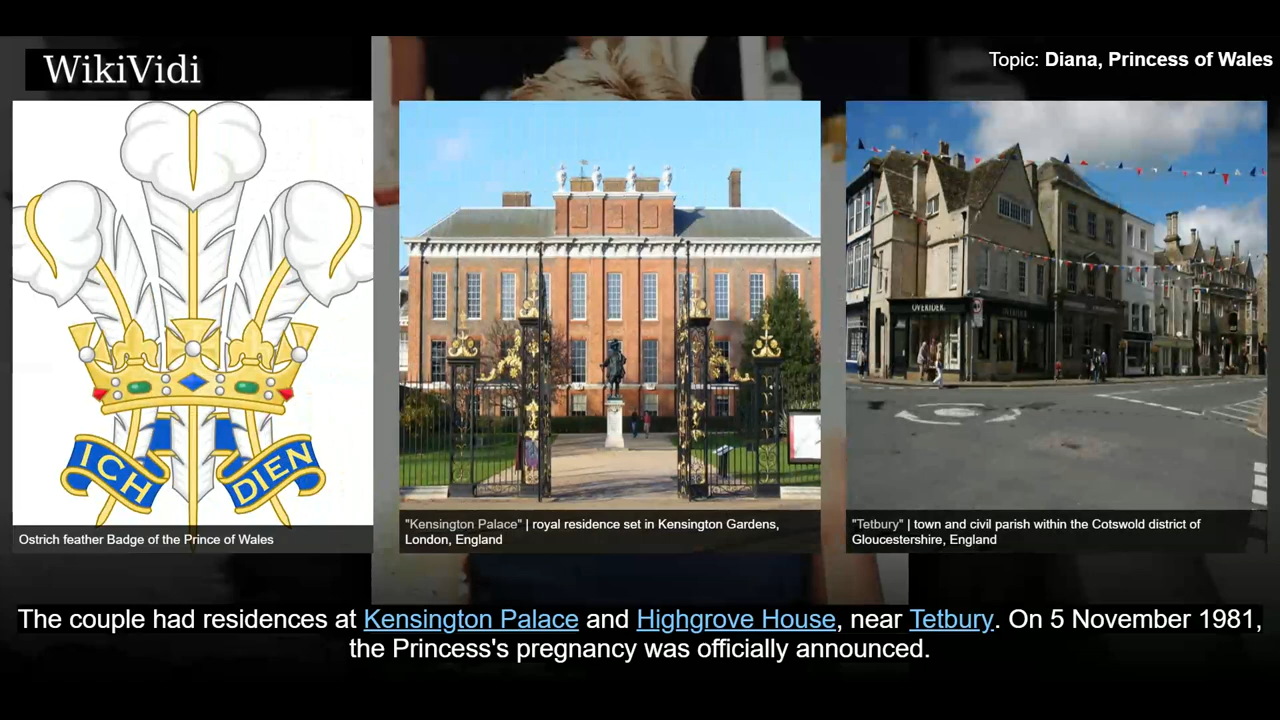 WikiVidi
Topic: Diana, Princess of Wales
ICH DIEN
OVERIDER
Ostrich feather Badge of the Prince of Wales
"Kensington Palace" | royal residence set in Kensington Gardens,
London, England
"Tetbury" | town and civil parish within the Cotswold district of
Gloucestershire, England
The couple had residences at Kensington Palace and Highgrove House, near Tetbury. On 5 November 1981,
the Princess's pregnancy was officially announced.